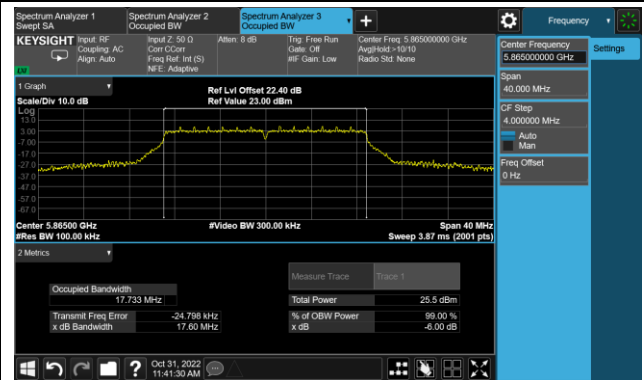 Spectrum Analyzer 1
Swept SA
Spectrum Analyzer 2
Occupied BW
Spectrum Analyzer 3
Occupied BW
Frequency
KEYSIGHT
Input: RF
Coupling: AC
Align: Auto
Input Z: 50 Ω
Corr CCorr
Freq Ref: Int (S)
NFE: Adaptive
Atten: 8 dB
Trig: Free Run
Gate: Off
#IF Gain: Low
Center Freq: 5.865000000 GHz
Avg|Hold:>10/10
Radio Std: None
Center Frequency
5.865000000 GHz
Settings
Span
40.000 MHz
CF Step
4.000000 MHz
Auto
Man
Freq Offset
0 Hz
1 Graph
Scale/Div 10.0 dB
Ref Lvl Offset 22.40 dB
Ref Value 23.00 dBm
Log
13.0
3.00
-7.00
-17.0
-27.0
-37.0
-47.0
-57.0
-67.0
Center 5.86500 GHz
#Video BW 300.00 kHz
Span 40 MHz
#Res BW 100.00 kHz
Sweep 3.87 ms (2001 pts)
2 Metrics
Measure Trace
Trace 1
Occupied Bandwidth
17.733 MHz
Total Power
25.5 dBm
Transmit Freq Error
-24.798 kHz
% of OBW Power
99.00 %
x dB Bandwidth
17.60 MHz
x dB
-6.00 dB
?
Oct 31, 2022
11:41:30 AM